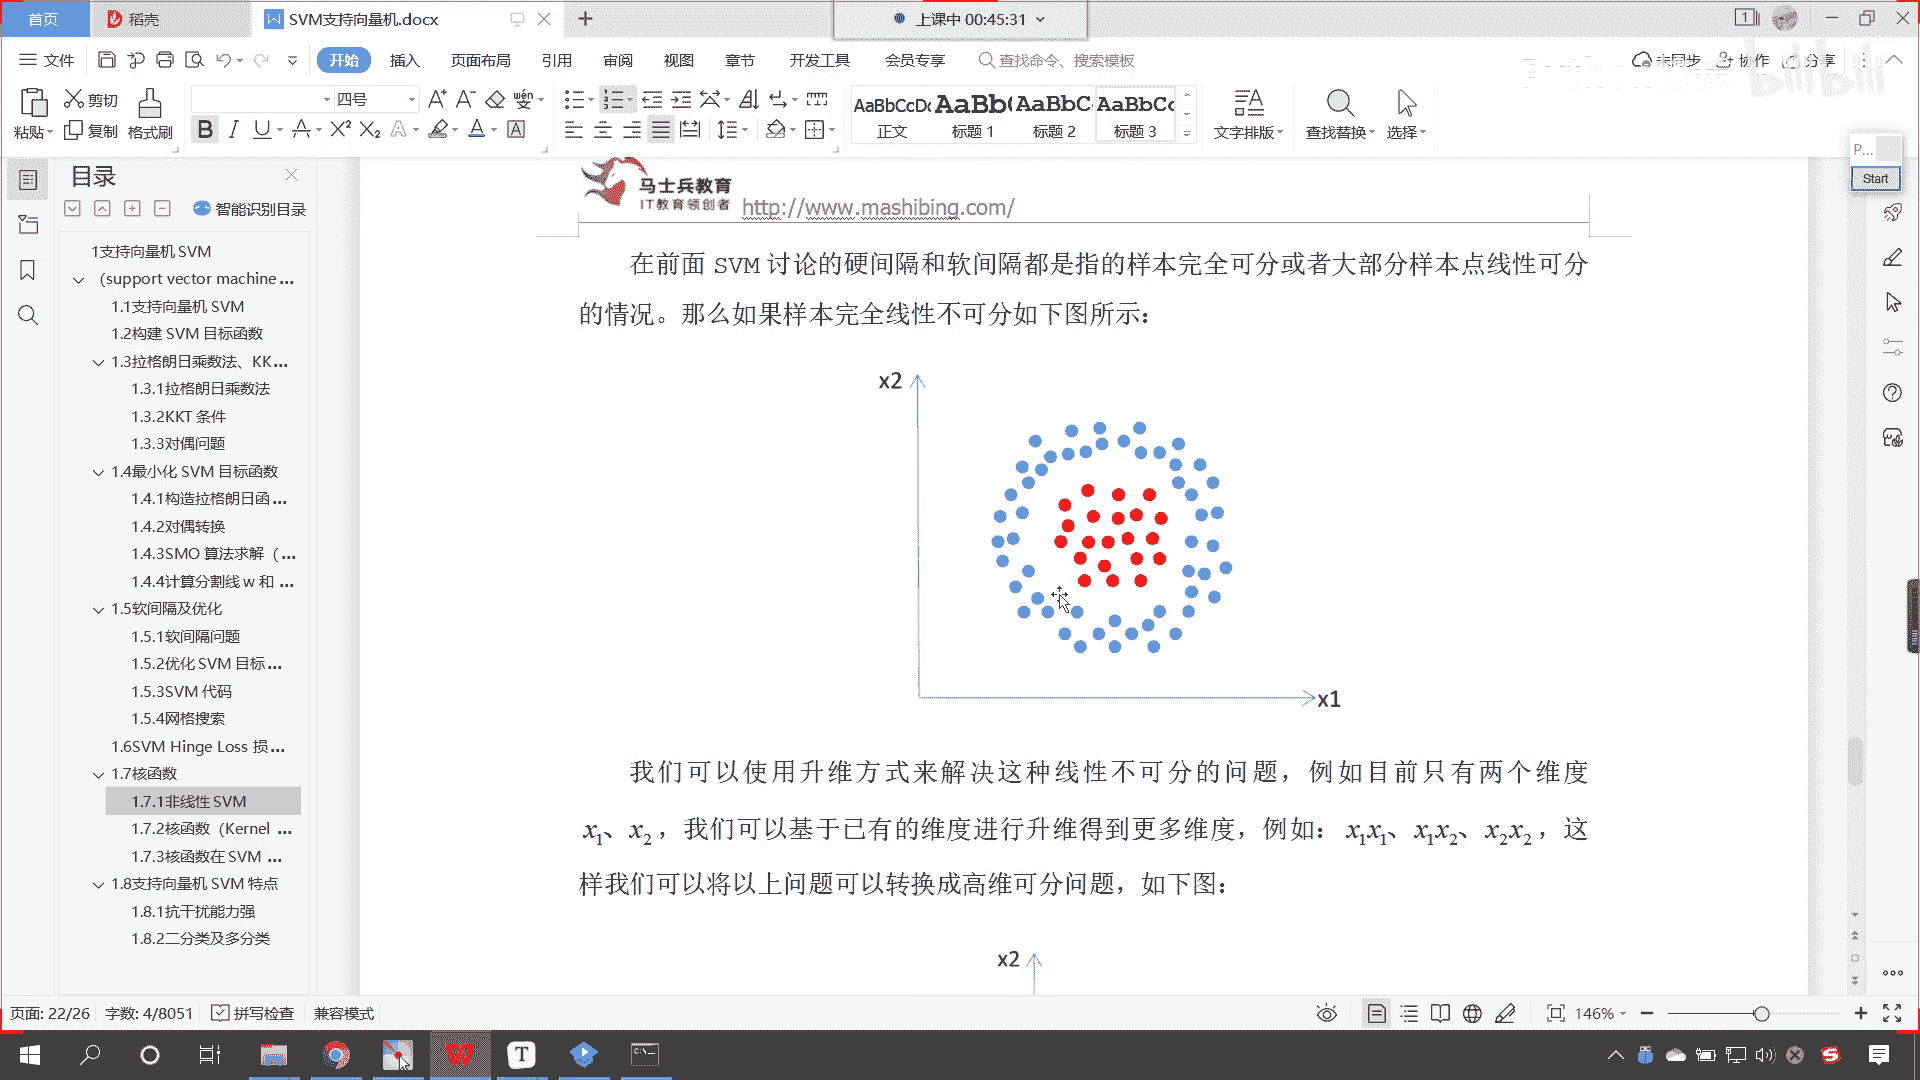 首页
稻壳
SVM支持向量机.docx
上课中 00:45:31
文件
开始
插入
页面布局
引用
审阅
视图
章节
开发工具
会员专享
查找命令、搜索模板
未同步
协作
分享
bilibili
粘贴
剪切
复制
格式刷
四号
AaBbCcDc
正文
AaBb(
标题 1
AaBbC
标题 2
AaBbCc
标题 3
文字排版
查找替换
选择
P...
Start
目录
智能识别目录
1支持向量机 SVM
（support vector machine ...
1.1支持向量机 SVM
1.2构建 SVM 目标函数
1.3拉格朗日乘数法、KK...
1.3.1拉格朗日乘数法
1.3.2KKT 条件
1.3.3对偶问题
1.4最小化 SVM 目标函数
1.4.1构造拉格朗日函 ...
1.4.2对偶转换
1.4.3SMO 算法求解（ ...
1.4.4计算分割线 w 和 ...
1.5软间隔及优化
1.5.1软间隔问题
1.5.2优化 SVM 目标 ...
1.5.3SVM 代码
1.5.4网格搜索
1.6SVM Hinge Loss 损 ...
1.7核函数
1.7.1非线性 SVM
1.7.2核函数（Kernel ...
1.7.3核函数在 SVM ...
1.8支持向量机 SVM 特点
1.8.1抗干扰能力强
1.8.2二分类及多分类
马士兵教育
IT教育领创者
http://www.mashibing.com/
在前面 SVM 讨论的硬间隔和软间隔都是指的样本完全可分或者大部分样本点线性可分
的情况。那么如果样本完全线性不可分如下图所示：
x2
x1
我们可以使用升维方式来解决这种线性不可分的问题，例如目前只有两个维度
x₁、x₂，我们可以基于已有的维度进行升维得到更多维度，例如：x₁x₁、x₁x₂、x₂x₂，这
样我们可以将以上问题可以转换成高维可分问题，如下图：
x2
页面: 22/26
字数: 4/8051
拼写检查
兼容模式
146%